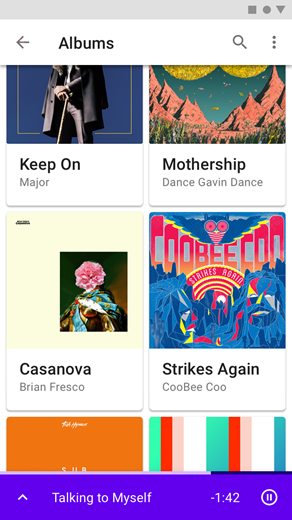 Albums
Keep On
Major
Mothership
Dance Gavin Dance
COOBEE COO
STRIKES AGAIN
Casanova
Brian Fresco
Strikes Again
CooBee Coo
SUB
Talking to Myself
-1:42